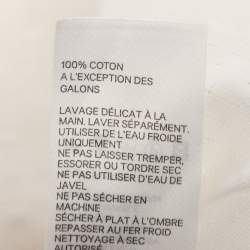 100% COTON
A L'EXCEPTION DES
GALONS
LAVAGE DÉLICAT À LA
MAIN. LAVER SÉPARÉMENT.
UTILISER DE L'EAU FROIDE
UNIQUEMENT
NE PAS LAISSER TREMPER,
ESSORER OU TORDRE SEC
NE PAS UTILISER D'EAU DE
JAVEL
NE PAS SÉCHER EN
MACHINE
SÉCHER À PLAT À L'OMBRE
REPASSER AU FER FROID
NETTOYAGE À SEC
AUTORISÉ